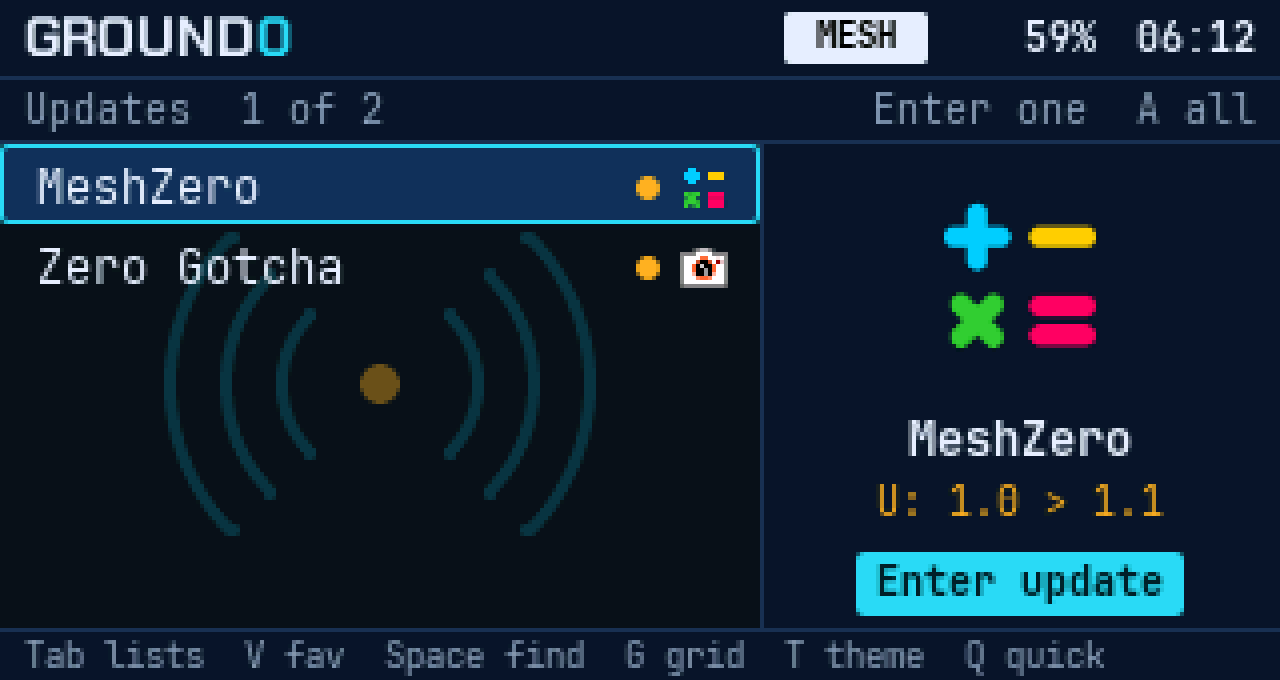 GROUND0 MESH 59% 06:12
Updates 1 of 2 Enter one A all
MeshZero
Zero Gotcha
MeshZero
U: 1.0 > 1.1
Enter update
Tab lists V fav Space find G grid T theme Q quick